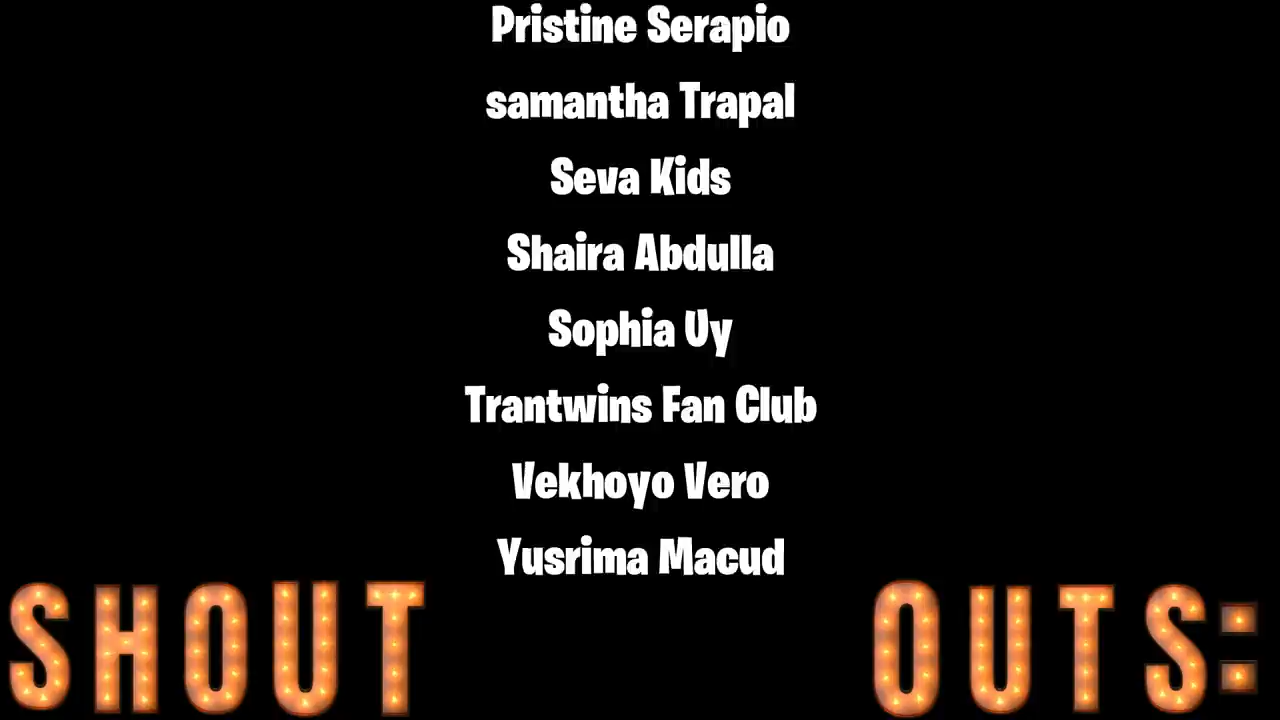 Pristine Serapio
samantha Trapal
Seva Kids
Shaira Abdulla
Sophia Uy
Trantwins Fan Club
Vekhoyo Vero
Yusrima Macud
SHOUT OUTS: